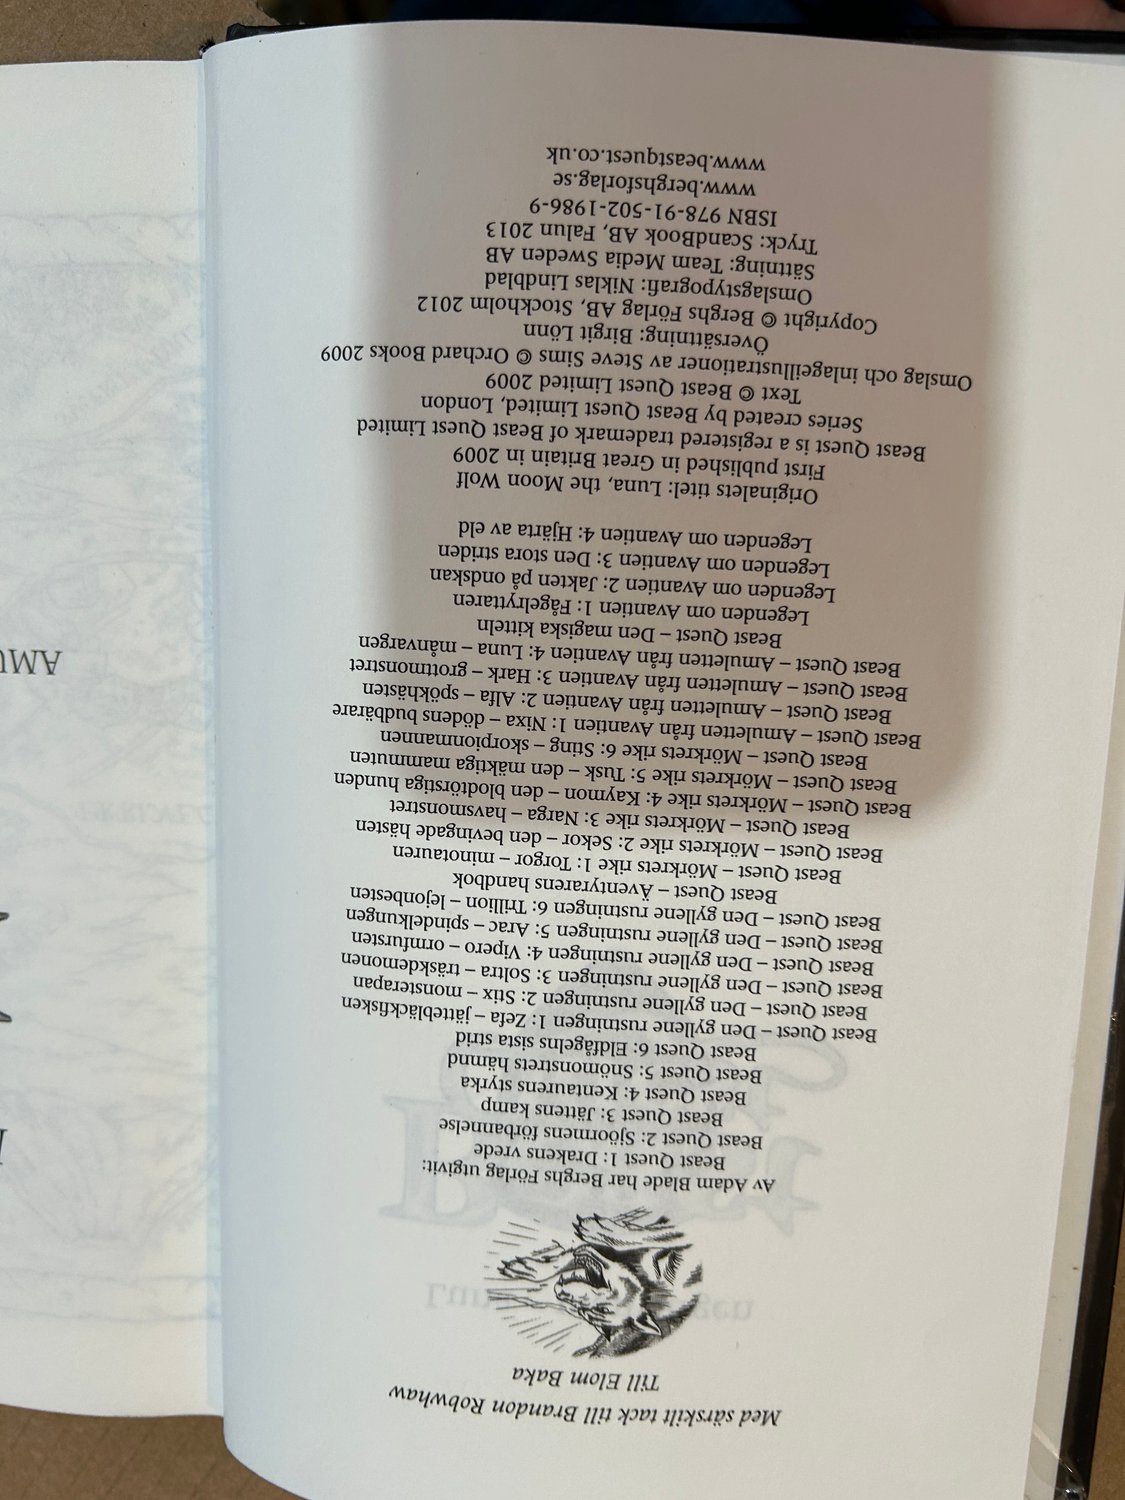 Med särskilt tack till Brandon Robwhaw
Till Elom Baka
Av Adam Blade har Berghs Förlag utgivit:
Beast Quest 1: Drakens vrede
Beast Quest 2: Sjöormens förbannelse
Beast Quest 3: Jättens kamp
Beast Quest 4: Kentaurens styrka
Beast Quest 5: Snömonstrets hämnd
Beast Quest 6: Eldfågelns sista strid
Beast Quest – Den gyllene rustningen 1: Zefa – jättebläckfisken
Beast Quest – Den gyllene rustningen 2: Stix – monsterapan
Beast Quest – Den gyllene rustningen 3: Soltra – träskdemonen
Beast Quest – Den gyllene rustningen 4: Vipero – ormfursten
Beast Quest – Den gyllene rustningen 5: Arac – spindelkungen
Beast Quest – Den gyllene rustningen 6: Trillion – lejonbesten
Beast Quest – Äventyrarens handbok
Beast Quest – Mörkrets rike 1: Torgor – minotauren
Beast Quest – Mörkrets rike 2: Sekor – den bevingade hästen
Beast Quest – Mörkrets rike 3: Narga – havsmonstret
Beast Quest – Mörkrets rike 4: Kaymon – den blodtörstiga hunden
Beast Quest – Mörkrets rike 5: Tusk – den mäktiga mammuten
Beast Quest – Mörkrets rike 6: Sting – skorpionmannen
Beast Quest – Amuletten från Avantien 1: Nixa – dödens budbärare
Beast Quest – Amuletten från Avantien 2: Alfa – spökhästen
Beast Quest – Amuletten från Avantien 3: Hark – grottmonstret
Beast Quest – Amuletten från Avantien 4: Luna – månvargen
Beast Quest – Den magiska kitteln
Legenden om Avantien 1: Fågelryttaren
Legenden om Avantien 2: Jakten på ondskan
Legenden om Avantien 3: Den stora striden
Legenden om Avantien 4: Hjärta av eld
Originalets titel: Luna, the Moon Wolf
First published in Great Britain in 2009
Beast Quest is a registered trademark of Beast Quest Limited
Series created by Beast Quest Limited, London
Text © Beast Quest Limited 2009
Omslag och inlageillustrationer av Steve Sims © Orchard Books 2009
Översättning: Birgit Lönn
Copyright © Berghs Förlag AB, Stockholm 2012
Omslagstypografi: Niklas Lindblad
Sättning: Team Media Sweden AB
Tryck: ScandBook AB, Falun 2013
ISBN 978-91-502-1986-9
www.berghsforlag.se
www.beastquest.co.uk
AMU